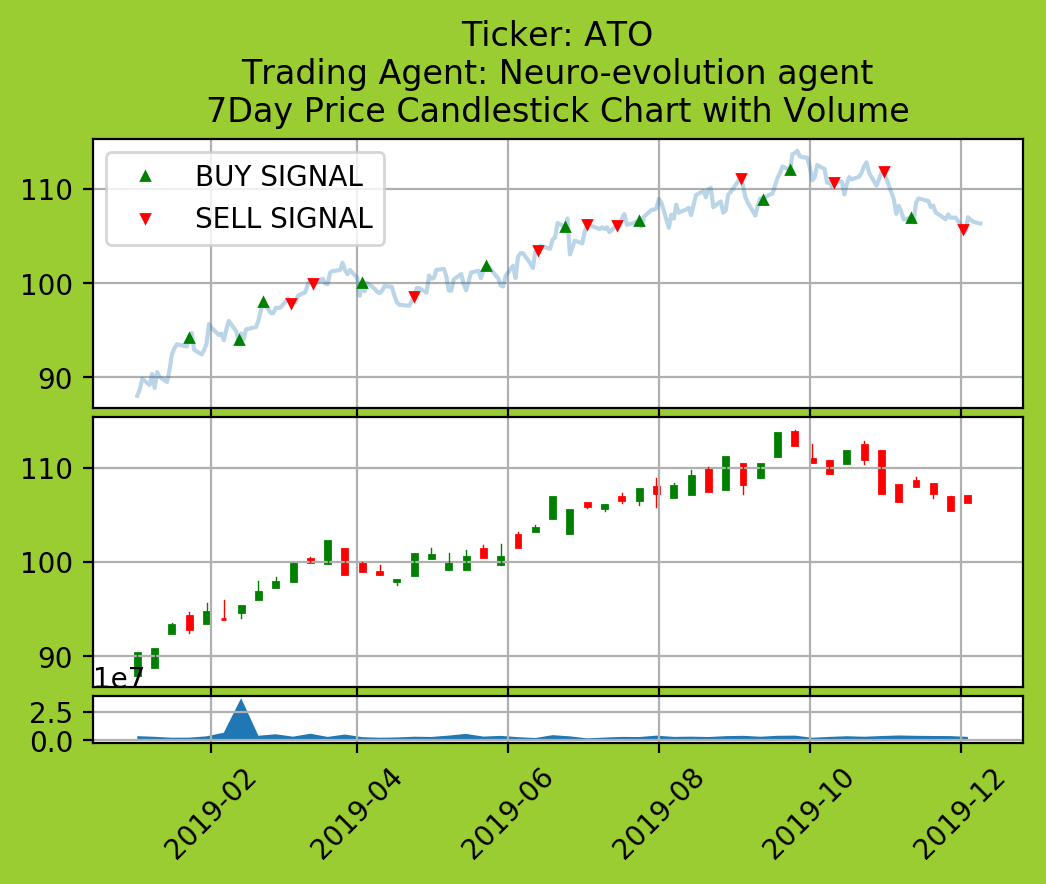 Ticker: ATO
Trading Agent: Neuro-evolution agent
7Day Price Candlestick Chart with Volume
BUY SIGNAL
SELL SIGNAL
110
100
90
110
100
90
1e7
2.5
0.0
2019-02
2019-04
2019-06
2019-08
2019-10
2019-12